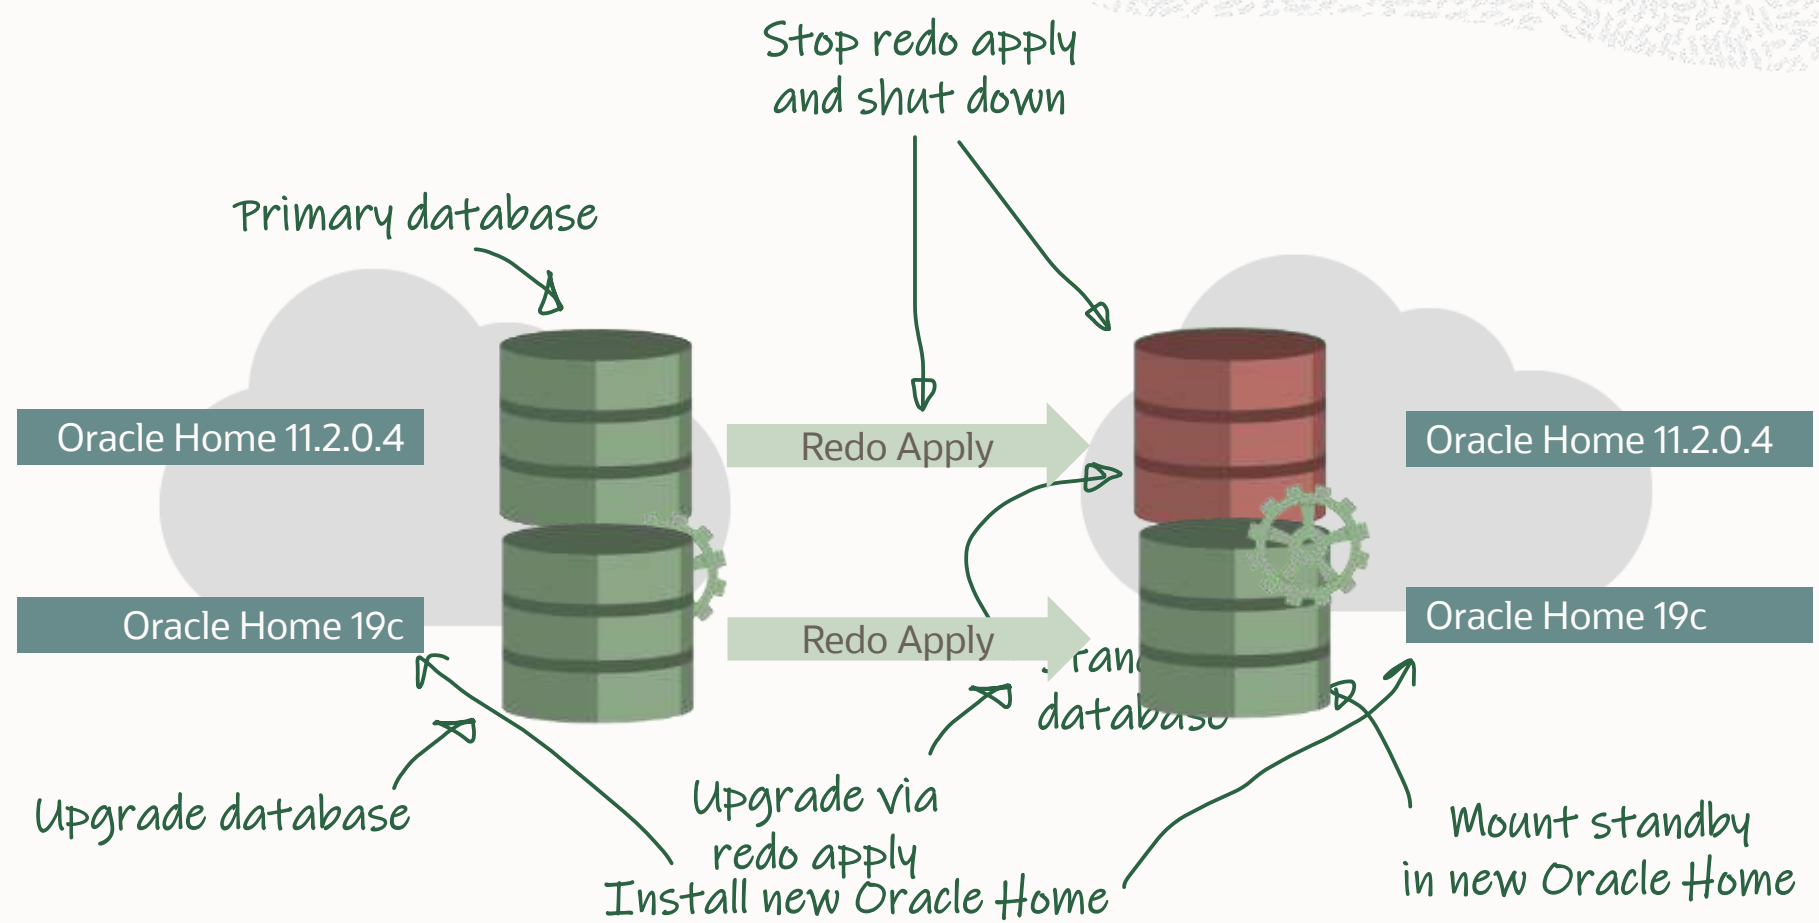 Stop redo apply
and shut down
Primary database
Oracle Home 11.2.0.4
Redo Apply
Oracle Home 11.2.0.4
Oracle Home 19c
Redo Apply
Oracle Home 19c
database
Upgrade database
Upgrade via
redo apply
Install new Oracle Home
Mount standby
in new Oracle Home